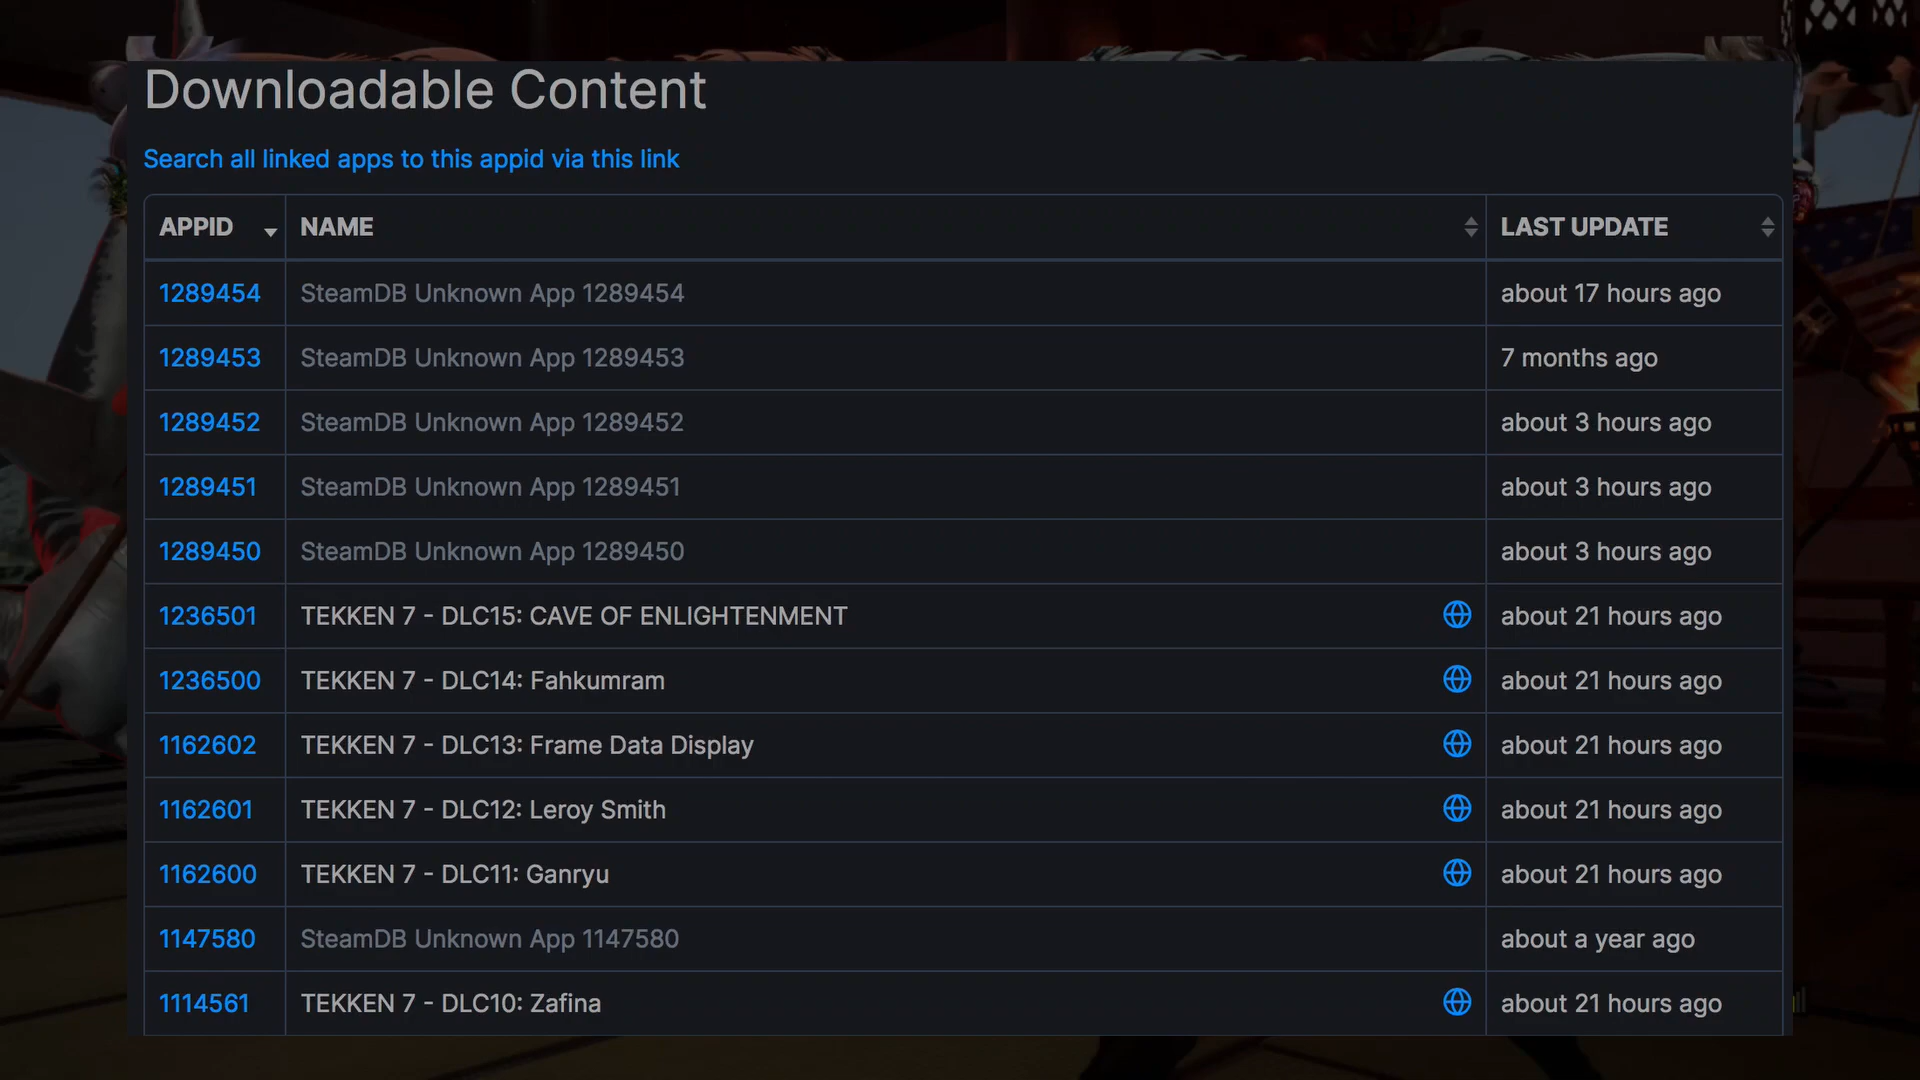 Downloadable Content
Search all linked apps to this appid via this link
APPID NAME LAST UPDATE
1289454 SteamDB Unknown App 1289454 about 17 hours ago
1289453 SteamDB Unknown App 1289453 7 months ago
1289452 SteamDB Unknown App 1289452 about 3 hours ago
1289451 SteamDB Unknown App 1289451 about 3 hours ago
1289450 SteamDB Unknown App 1289450 about 3 hours ago
1236501 TEKKEN 7 - DLC15: CAVE OF ENLIGHTENMENT about 21 hours ago
1236500 TEKKEN 7 - DLC14: Fahkumram about 21 hours ago
1162602 TEKKEN 7 - DLC13: Frame Data Display about 21 hours ago
1162601 TEKKEN 7 - DLC12: Leroy Smith about 21 hours ago
1162600 TEKKEN 7 - DLC11: Ganryu about 21 hours ago
1147580 SteamDB Unknown App 1147580 about a year ago
1114561 TEKKEN 7 - DLC10: Zafina about 21 hours ago